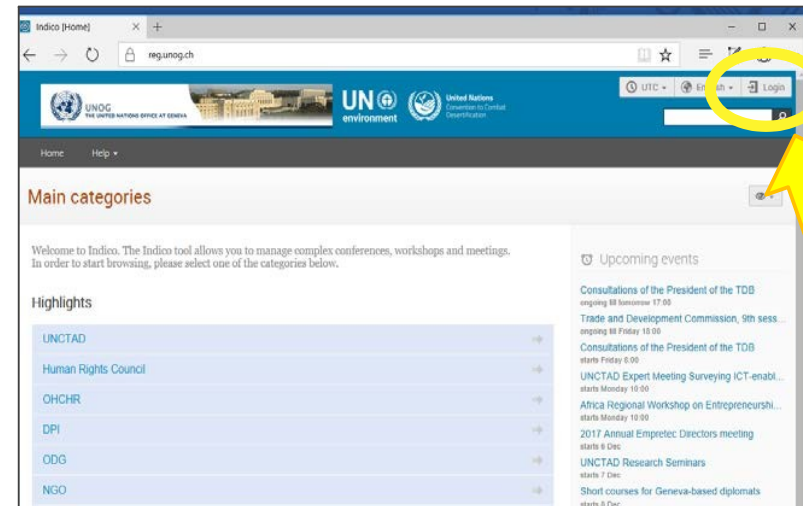 Indico [Home]
reg.unog.ch
UTC
Login
UNOG
THE UNITED NATIONS OFFICE AT GENEVA
UN
environment
United Nations
Convention to Combat
Desertification
Home Help
Main categories
Welcome to Indico. The Indico tool allows you to manage complex conferences, workshops and meetings.
In order to start browsing, please select one of the categories below.
Highlights
UNCTAD
Human Rights Council
OHCHR
DPI
ODG
NGO
Upcoming events
Consultations of the President of the TDB
ongoing till tomorrow 17:00
Trade and Development Commission, 9th sess...
ongoing till Friday 18:00
Consultations of the President of the TDB
starts Friday 6:00
UNCTAD Expert Meeting Surveying ICT-enabl...
starts Monday 10:00
Africa Regional Workshop on Entrepreneurshi...
starts Monday 10:00
2017 Annual Empretec Directors meeting
starts 6 Dec
UNCTAD Research Seminars
starts 7 Dec
Short courses for Geneva-based diplomats
starts 8 Dec